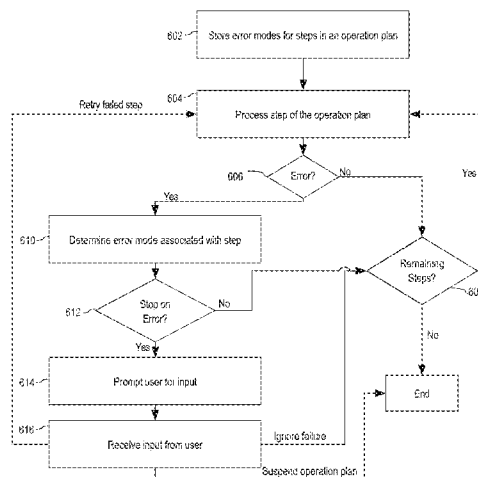 602
Store error modes for steps in an operation plan
604
Retry failed step
Process step of the operation plan
606
Error?
No
Yes
Yes
610
Determine error mode associated with step
Remaining
Steps?
60
612
Stop on
Error?
No
Yes
No
614
Prompt user for input
End
616
Receive input from user
Ignore failure
Suspend operation plan